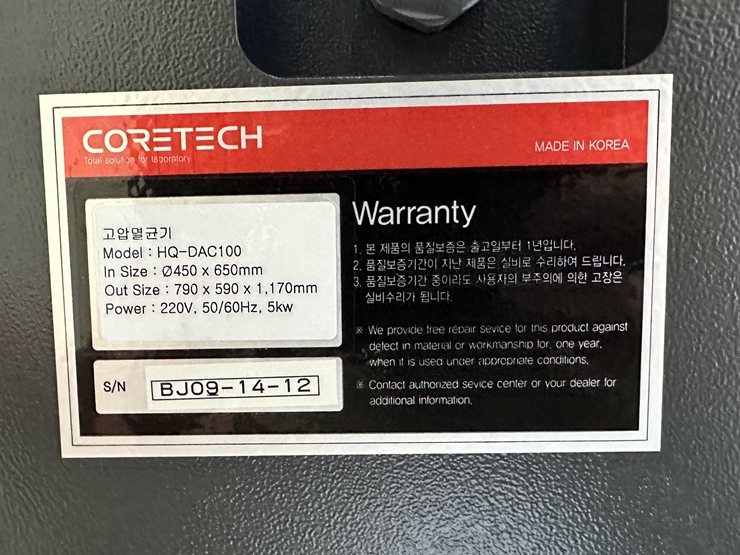 CORETECH
Total solution for laboratory
MADE IN KOREA
고압멸균기
Model : HQ-DAC100
In Size : Ø450 x 650mm
Out Size : 790 x 590 x 1,170mm
Power : 220V, 50/60Hz, 5kw
S/N BJ09-14-12
Warranty
1. 본 제품의 품질보증은 출고일부터 1년입니다.
2. 품질보증기간이 지난 제품은 실비로 수리하여 드립니다.
3. 품질보증기간 중이라도 사용자의 부주의에 의한 고장은
실비수리가 됩니다.
※ We provide free repair sevice for this product against
defect in material or workmanship for, one year,
when it is used under appropriate conditions.
※ Contact authorized sevice center or your dealer for
additional information.